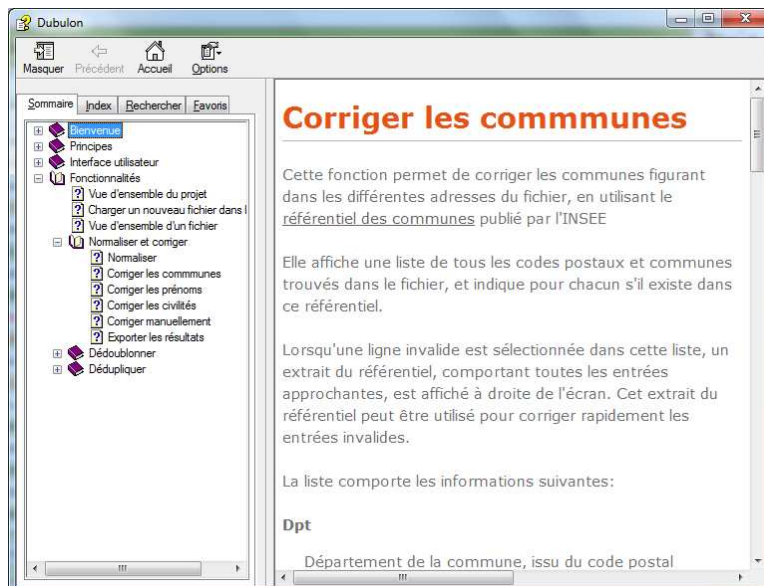 Dubulon
Masquer Précédent Accueil Options
Sommaire Index Rechercher Favoris
Bienvenue
Principes
Interface utilisateur
Fonctionnalités
Vue d'ensemble du projet
Charger un nouveau fichier dans l
Vue d'ensemble d'un fichier
Normaliser et corriger
Normaliser
Corriger les commmunes
Corriger les prénoms
Corriger les civilités
Corriger manuellement
Exporter les résultats
Dédoublonner
Dédupliquer
Corriger les commmunes
Cette fonction permet de corriger les communes figurant
dans les différentes adresses du fichier, en utilisant le
référentiel des communes publié par l'INSEE
Elle affiche une liste de tous les codes postaux et communes
trouvés dans le fichier, et indique pour chacun s'il existe dans
ce référentiel.
Lorsqu'une ligne invalide est sélectionnée dans cette liste, un
extrait du référentiel, comportant toutes les entrées
approchantes, est affiché à droite de l'écran. Cet extrait du
référentiel peut être utilisé pour corriger rapidement les
entrées invalides.
La liste comporte les informations suivantes:
Dpt
Département de la commune, issu du code postal